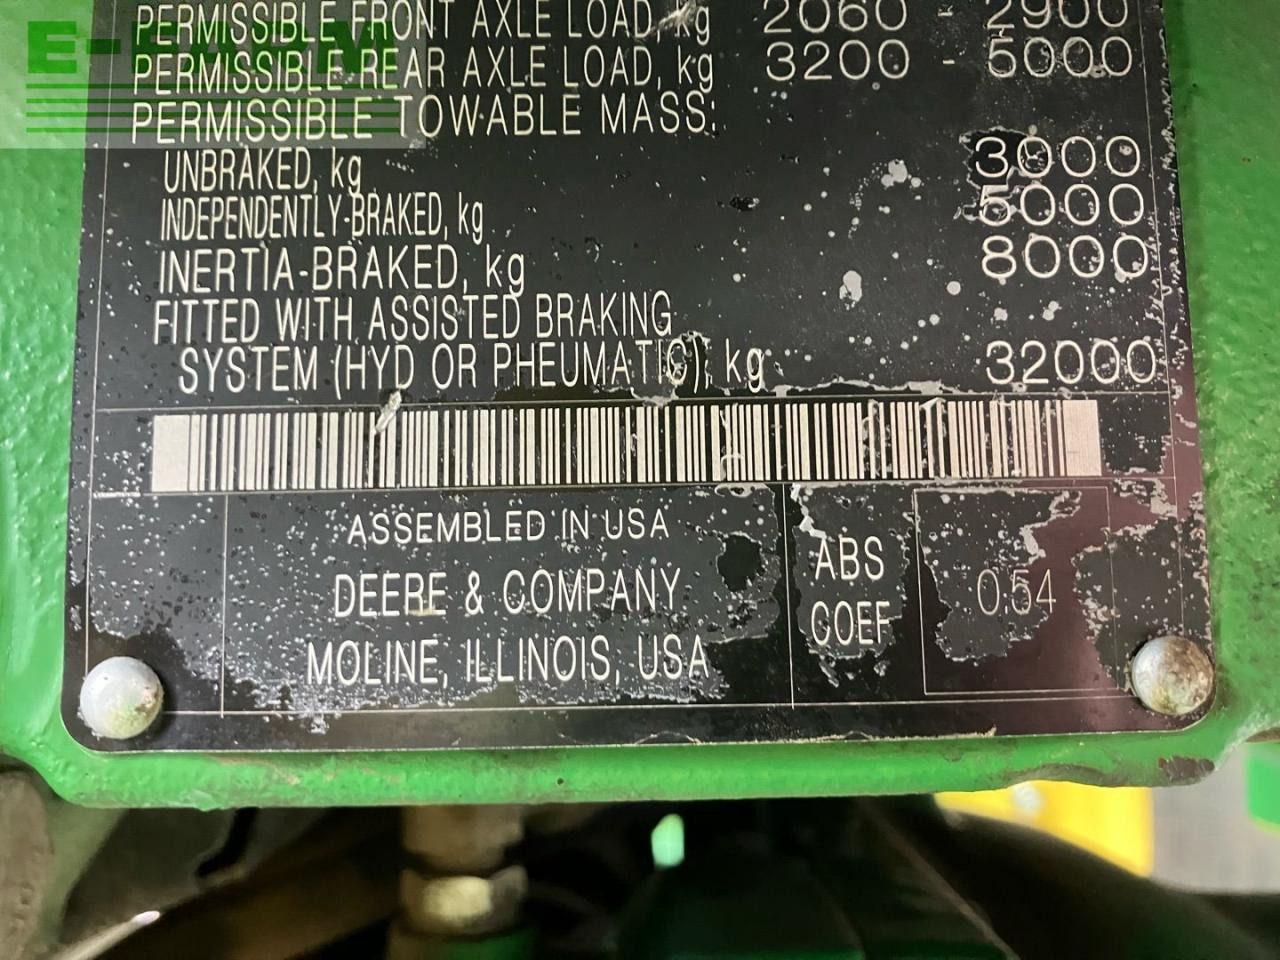 E-FARM
PERMISSIBLE FRONT AXLE LOAD, kg 2060 - 2900
PERMISSIBLE REAR AXLE LOAD, kg 3200 - 5000
PERMISSIBLE TOWABLE MASS:
UNBRAKED, kg 3000
INDEPENDENTLY-BRAKED, kg 5000
INERTIA-BRAKED, kg 8000
FITTED WITH ASSISTED BRAKING
SYSTEM (HYD OR PHEUMATIC), kg 32000
ASSEMBLED IN USA
DEERE & COMPANY
MOLINE, ILLINOIS, USA
ABS
COEF
0.54